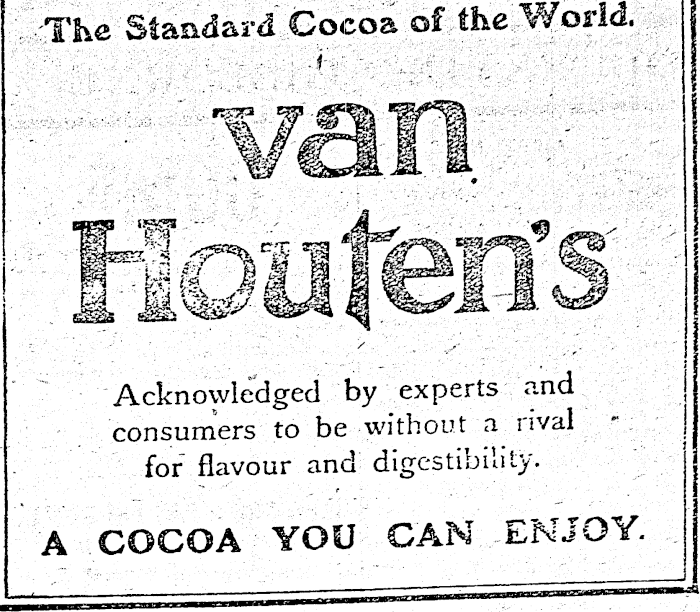 The Standard Cocoa of the World.
van
Houten's
Acknowledged by experts and
consumers to be without a rival
for flavour and digestibility.
A COCOA YOU CAN ENJOY.